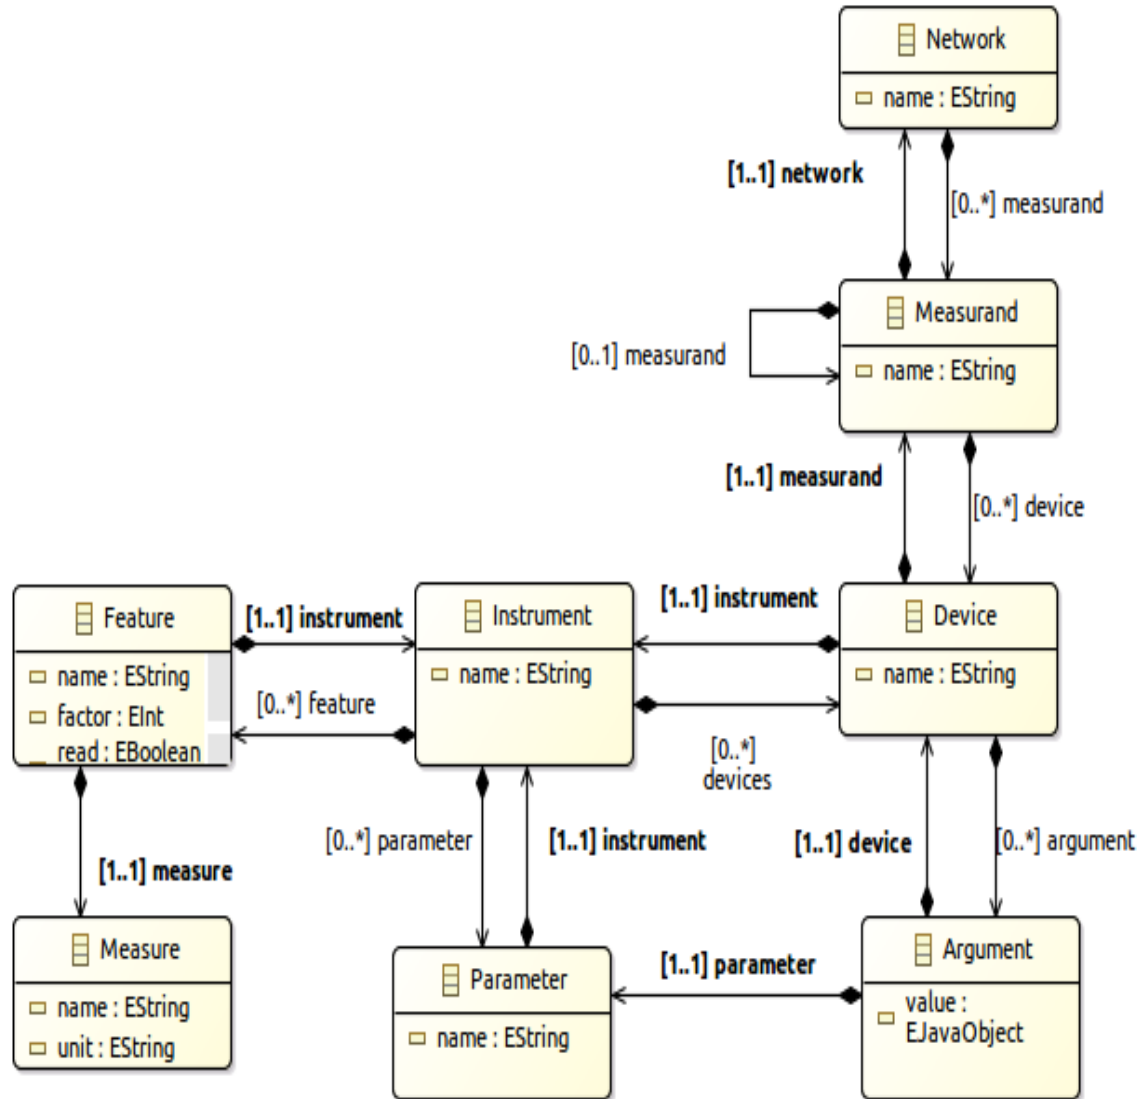 Network
name : EString
[1..1] network
[0..*] measurand
Measurand
[0..1] measurand
name : EString
[1..1] measurand
[0..*] device
Feature
[1..1] instrument
Instrument
[1..1] instrument
Device
name : EString
name : EString
name : EString
factor : EInt
[0..*] feature
read : EBoolean
[0..*]
devices
[0..*] parameter
[1..1] instrument
[1..1] device
[0..*] argument
[1..1] measure
Measure
Parameter
[1..1] parameter
Argument
name : EString
unit : EString
name : EString
value :
EJavaObject